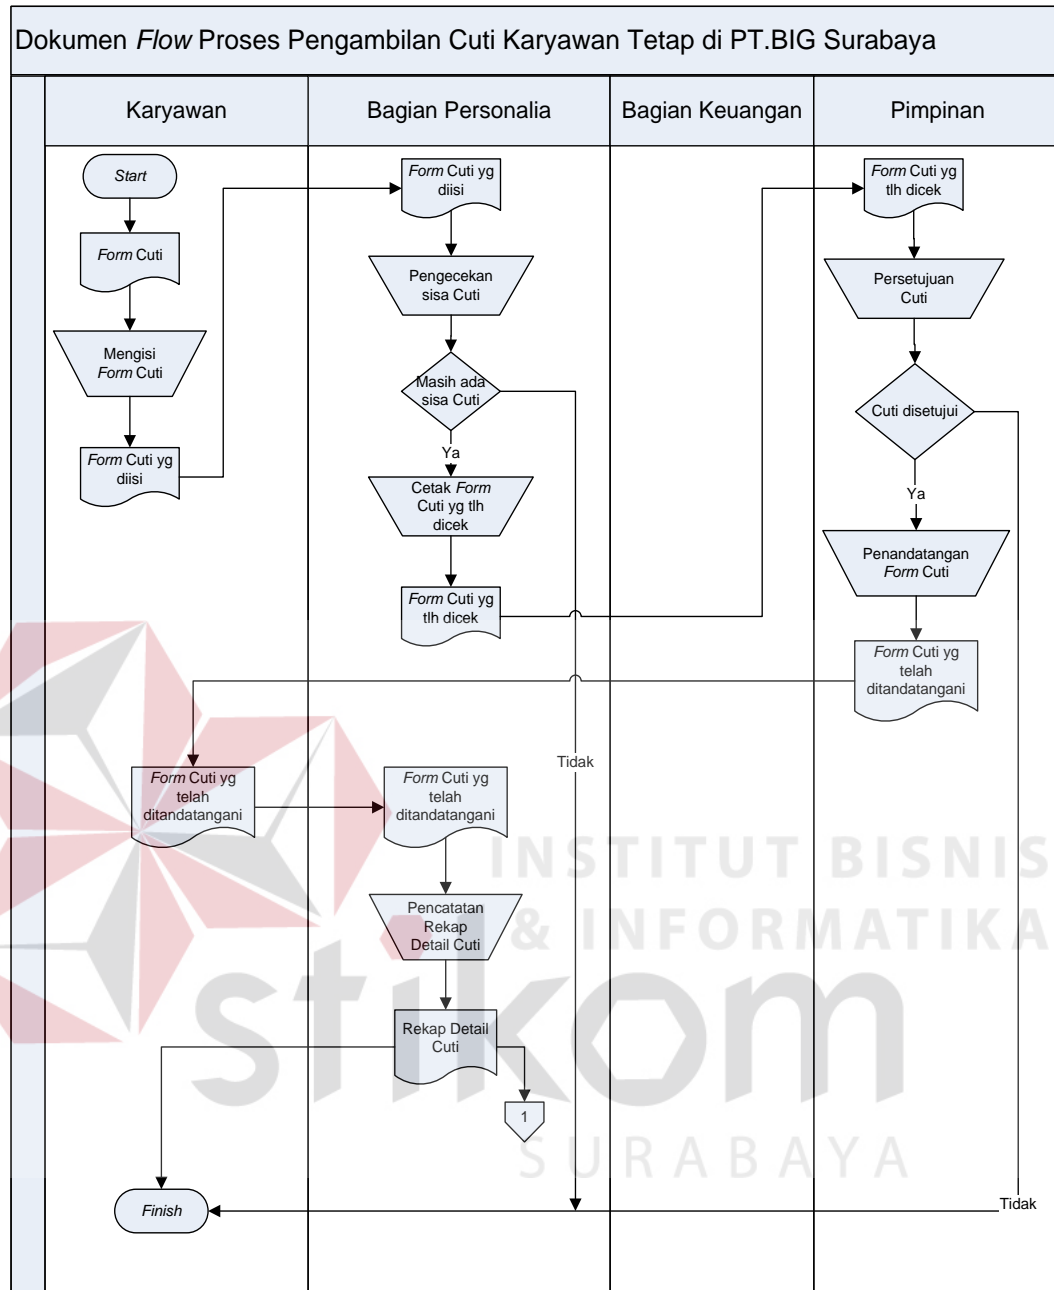 Dokumen Flow Proses Pengambilan Cuti Karyawan Tetap di PT.BIG Surabaya
Karyawan
Bagian Personalia
Bagian Keuangan
Pimpinan
Start
Form Cuti
Mengisi
Form Cuti
Form Cuti yg
diisi
Form Cuti yg
diisi
Pengecekan
sisa Cuti
Masih ada
sisa Cuti
Ya
Cetak Form
Cuti yg tlh
dicek
Form Cuti yg
tlh dicek
Form Cuti yg
tlh dicek
Persetujuan
Cuti
Cuti disetujui
Ya
Penandatangan
Form Cuti
Form Cuti yg
telah
ditandatangani
Tidak
Form Cuti yg
telah
ditandatangani
Form Cuti yg
telah
ditandatangani
Pencatatan
Rekap
Detail Cuti
Rekap Detail
Cuti
1
Finish
Tidak
INSTITUT BISNIS
& INFORMATIKA
stikom
SURABAYA